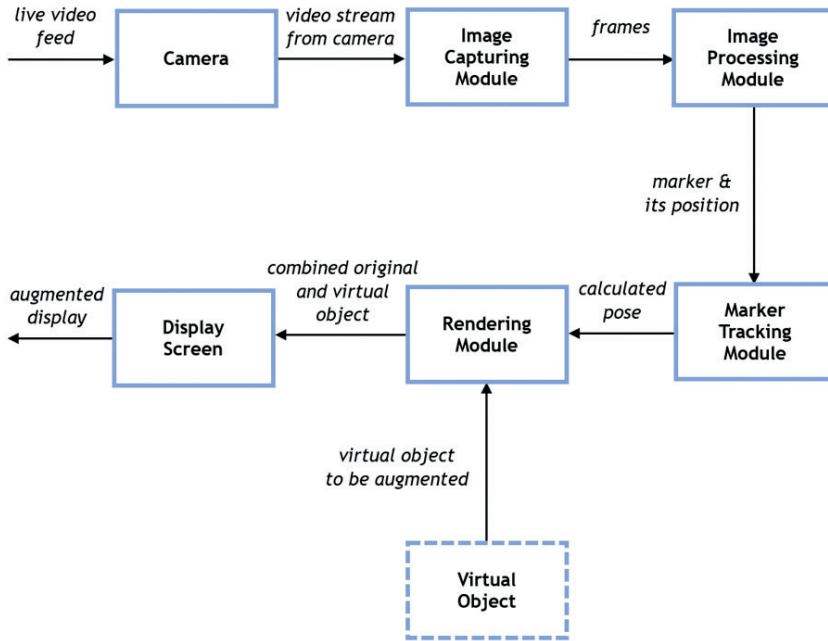 live video
feed
Camera
video stream
from camera
Image
Capturing
Module
frames
Image
Processing
Module
marker &
its position
Marker
Tracking
Module
calculated
pose
Rendering
Module
combined original
and virtual
object
Display
Screen
augmented
display
virtual object
to be augmented
Virtual
Object